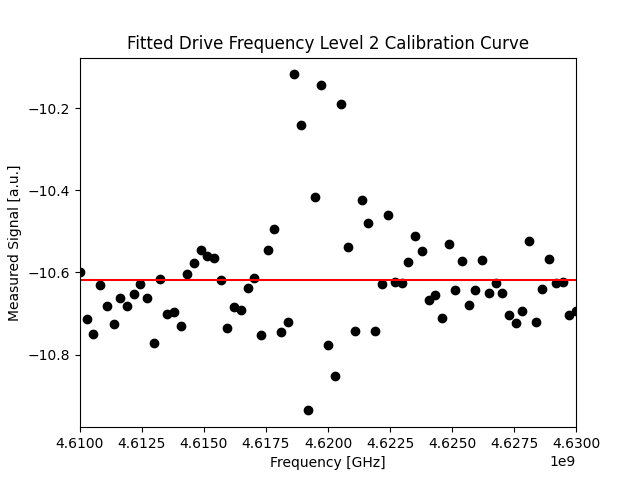 Fitted Drive Frequency Level 2 Calibration Curve
Measured Signal [a.u.]
−10.2
−10.4
−10.6
−10.8
4.6100 4.6125 4.6150 4.6175 4.6200 4.6225 4.6250 4.6275 4.6300
Frequency [GHz]
1e9